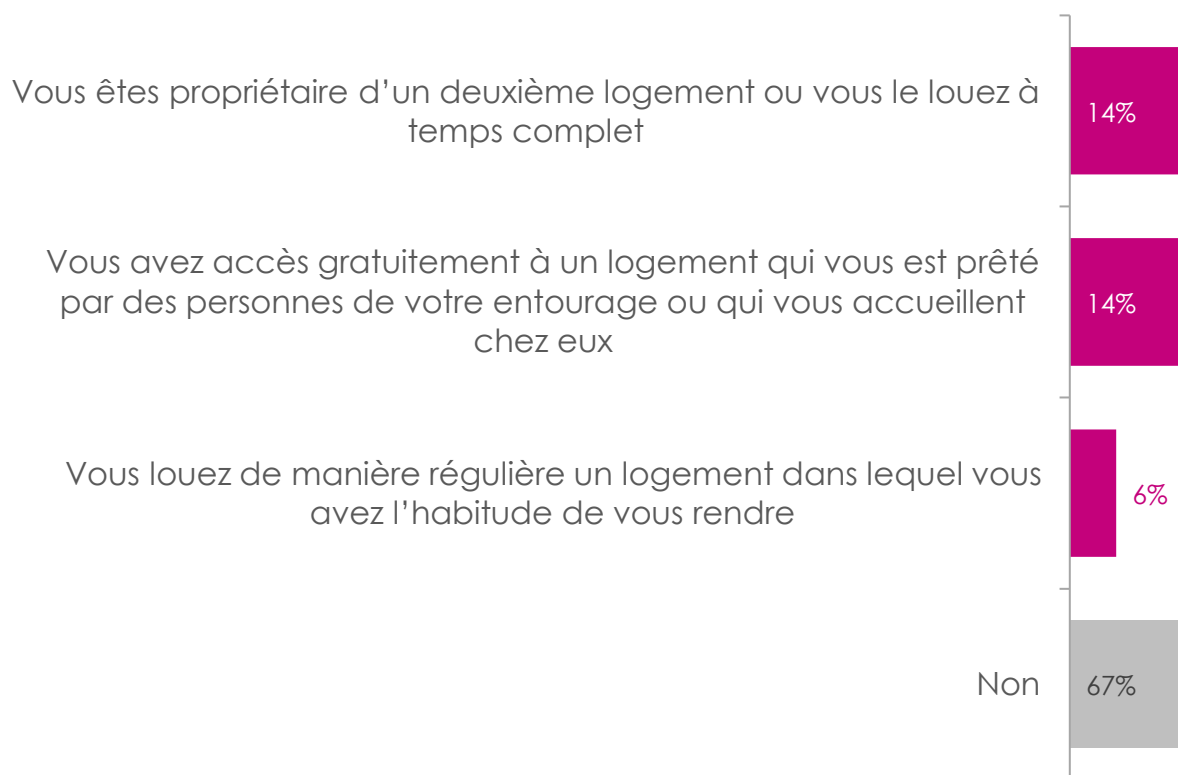 Vous êtes propriétaire d’un deuxième logement ou vous le louez à
temps complet
14%
Vous avez accès gratuitement à un logement qui vous est prêté
par des personnes de votre entourage ou qui vous accueillent
chez eux
14%
Vous louez de manière régulière un logement dans lequel vous
avez l’habitude de vous rendre
6%
Non
67%